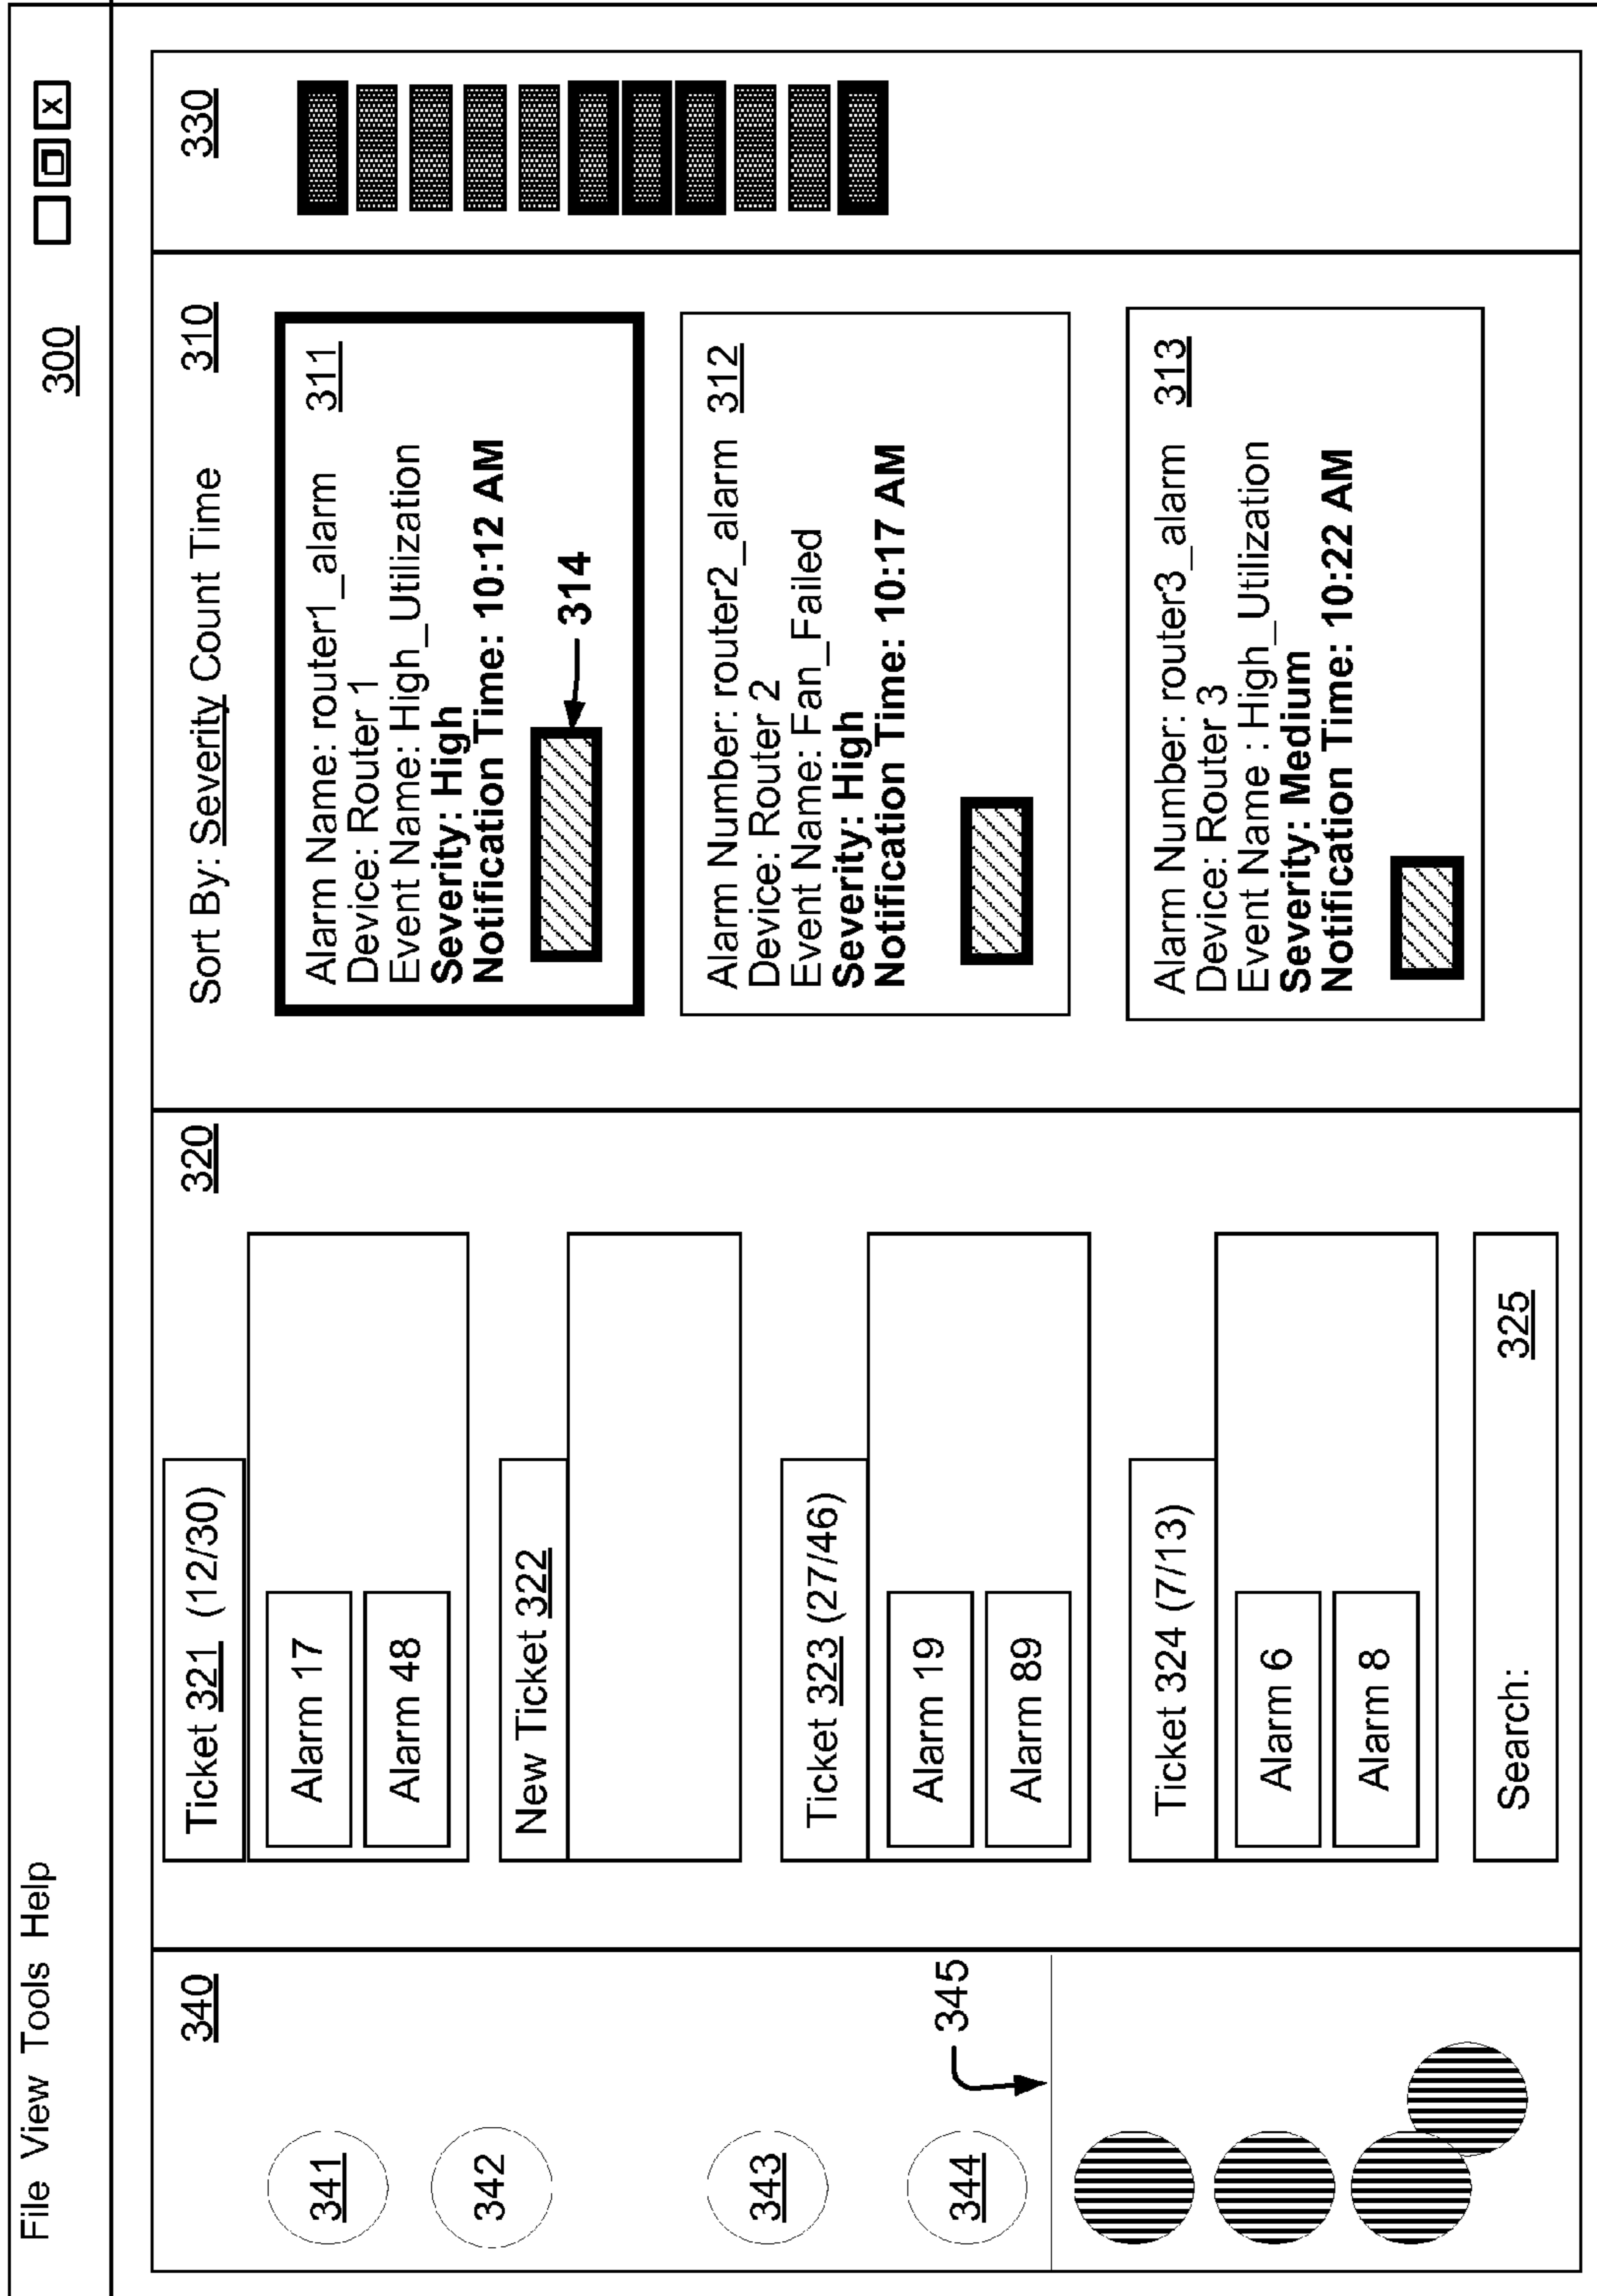 File View Tools Help
300
X
340
341
342
343
344
345
320
Ticket 321 (12/30)
Alarm 17
Alarm 48
New Ticket 322
Ticket 323 (27/46)
Alarm 19
Alarm 89
Ticket 324 (7/13)
Alarm 6
Alarm 8
Search: 325
Sort By: Severity Count Time 310
Alarm Name: router1_alarm 311
Device: Router 1
Event Name: High_Utilization
Severity: High
Notification Time: 10:12 AM
314
Alarm Number: router2_alarm 312
Device: Router 2
Event Name: Fan_Failed
Severity: High
Notification Time: 10:17 AM
Alarm Number: router3_alarm 313
Device: Router 3
Event Name : High_Utilization
Severity: Medium
Notification Time: 10:22 AM
330